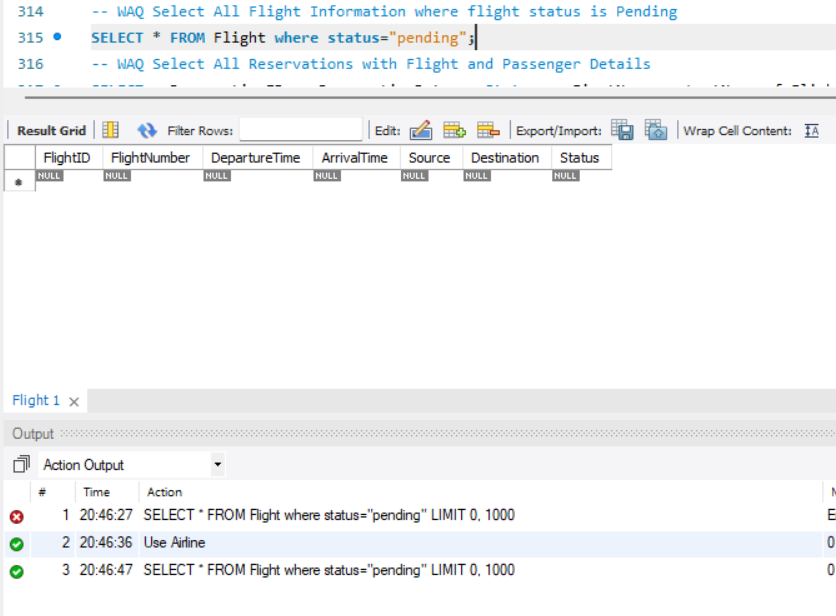 314 -- WAQ Select All Flight Information where flight status is Pending
315 SELECT * FROM Flight where status="pending";
316 -- WAQ Select All Reservations with Flight and Passenger Details
Result Grid Filter Rows: Edit: Export/Import: Wrap Cell Content: IA
FlightID FlightNumber DepartureTime ArrivalTime Source Destination Status
* NULL NULL NULL NULL NULL NULL NULL
Flight 1 ×
Output
Action Output
# Time Action
1 20:46:27 SELECT * FROM Flight where status="pending" LIMIT 0, 1000
2 20:46:36 Use Airline 0
3 20:46:47 SELECT * FROM Flight where status="pending" LIMIT 0, 1000 0